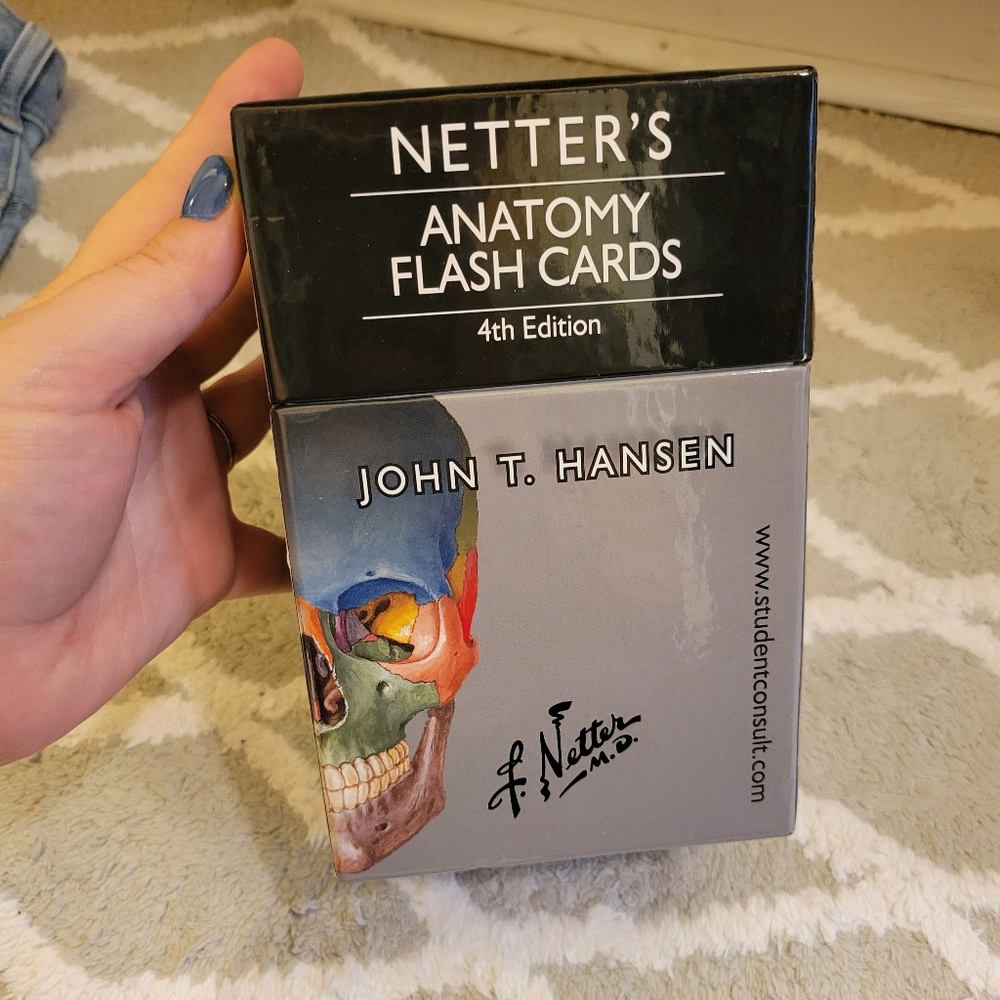 NETTER'S
ANATOMY
FLASH CARDS
4th Edition
JOHN T. HANSEN
www.studentconsult.com
f. Netter
M.D.